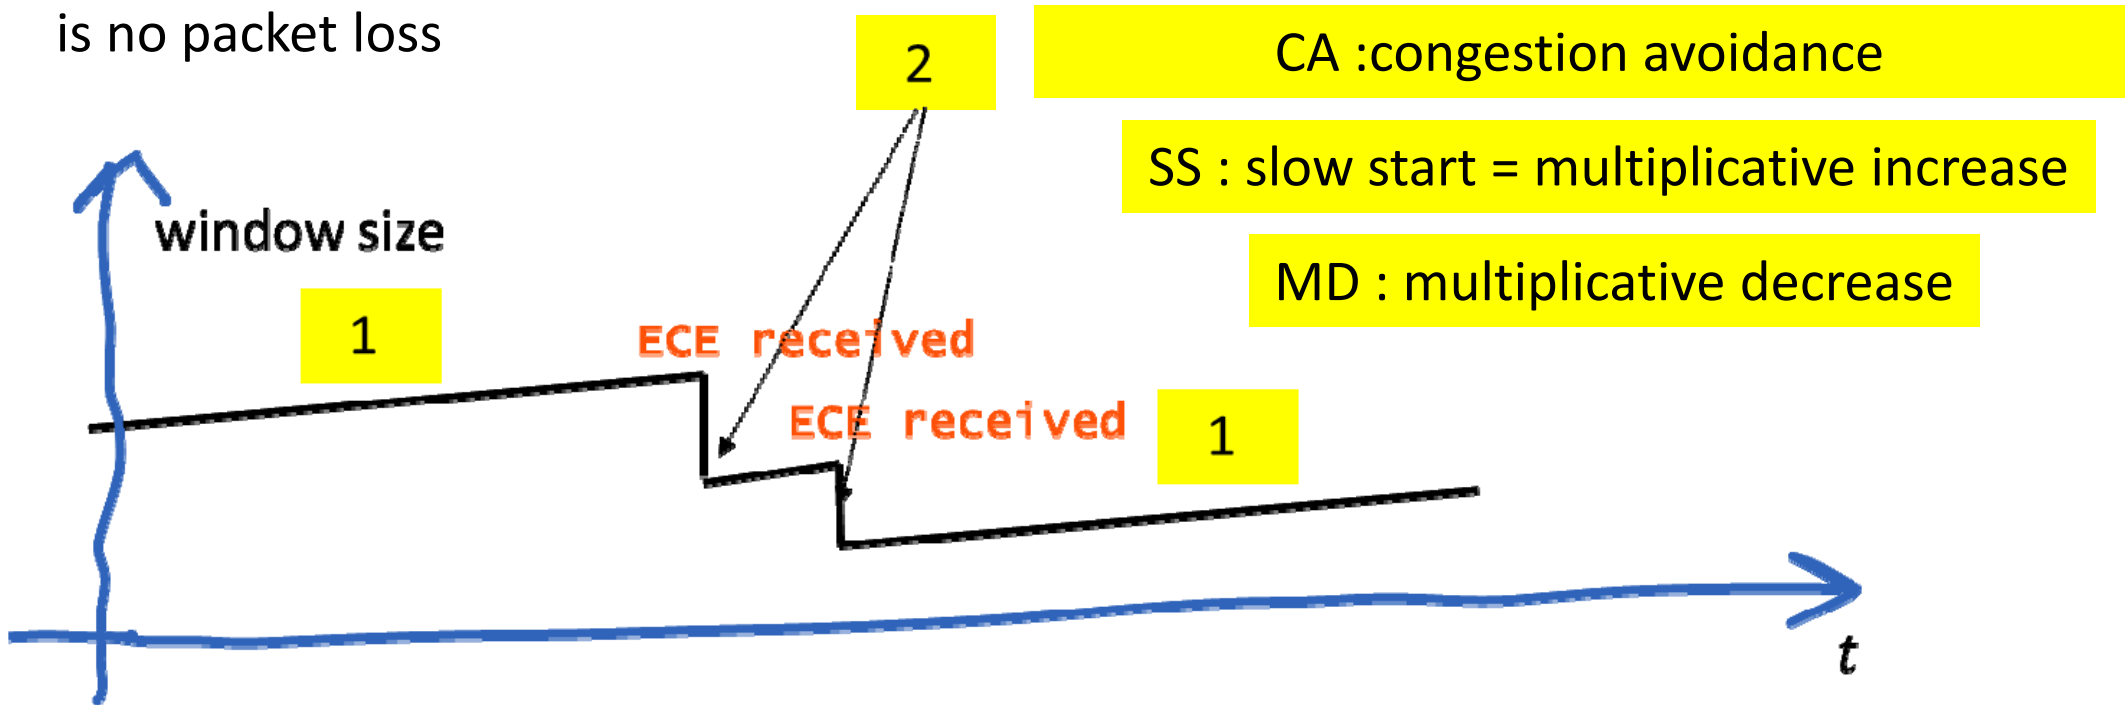 is no packet loss
2
CA :congestion avoidance
SS : slow start = multiplicative increase
window size
MD : multiplicative decrease
1
ECE received
ECE received
1
t